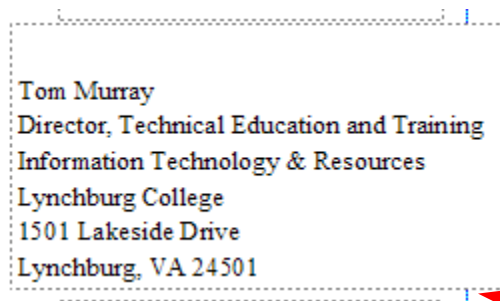 Tom Murray
Director, Technical Education and Training
Information Technology & Resources
Lynchburg College
1501 Lakeside Drive
Lynchburg, VA 24501